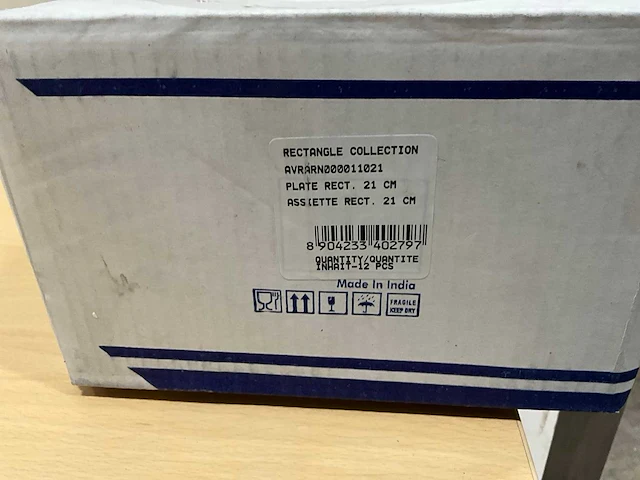 RECTANGLE COLLECTION
AVRARN000011021
PLATE RECT. 21 CM
ASSIETTE RECT. 21 CM
8 904233 402797
QUANTITY/QUANTITE
INHAIT-12 PCS
Made In India
FRAGILE
KEEP DRY